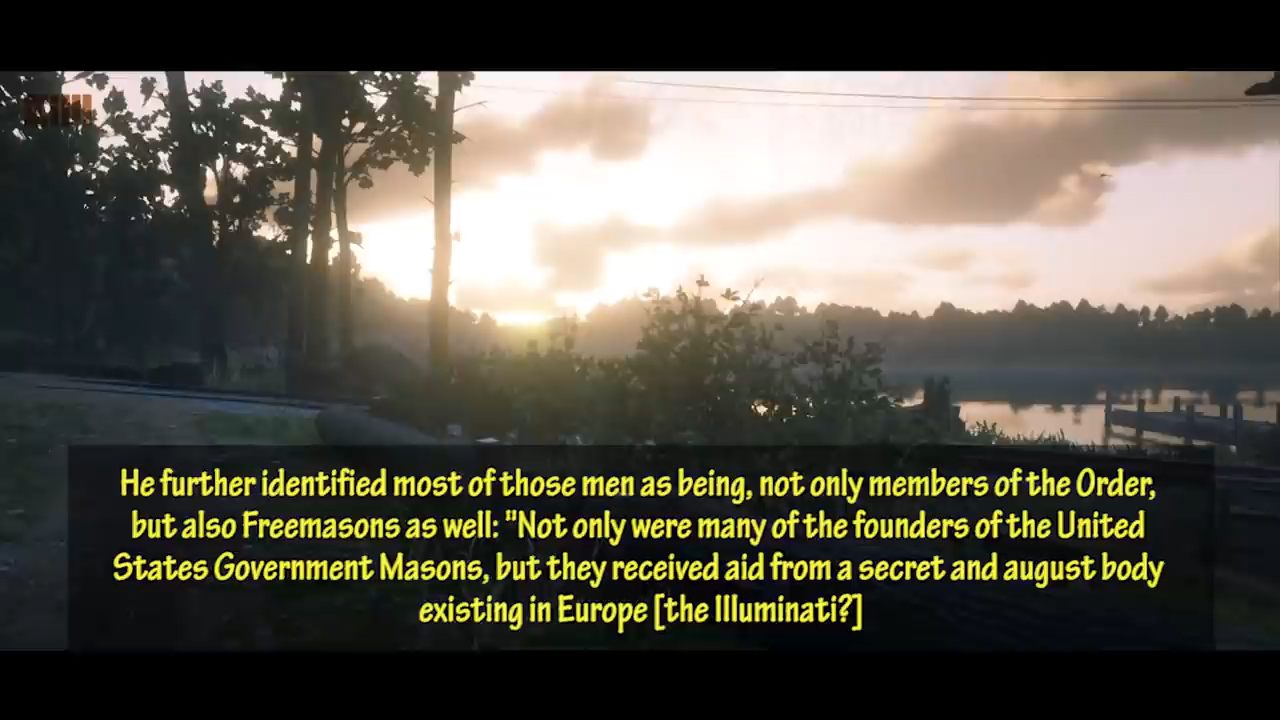 He further identified most of those men as being, not only members of the Order,
but also Freemasons as well: "Not only were many of the founders of the United
States Government Masons, but they received aid from a secret and august body
existing in Europe [the Illuminati?]